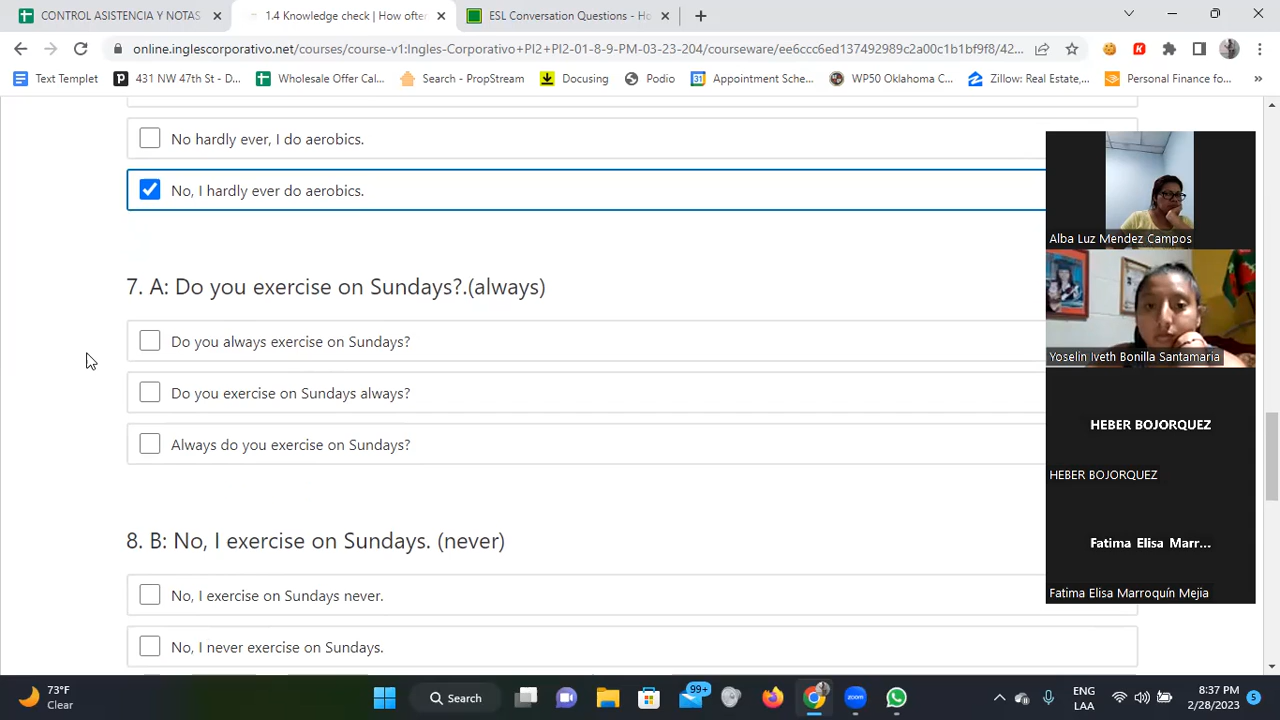 CONTROL ASISTENCIA Y NOTAS
1.4 Knowledge check | How ofter
ESL Conversation Questions - Ho
online.inglescorporativo.net/courses/course-v1:Ingles-Corporativo+PI2+PI2-01-8-9-PM-03-23-204/courseware/ee6ccc6ed137492989c2a00c1b1bf9f8/42...
Text Templet
431 NW 47th St - D...
Wholesale Offer Cal...
Search - PropStream
Docusing
Podio
Appointment Sche...
WP50 Oklahoma C...
Zillow: Real Estate,...
Personal Finance fo...
No hardly ever, I do aerobics.
No, I hardly ever do aerobics.
7. A: Do you exercise on Sundays?.(always)
Do you always exercise on Sundays?
Do you exercise on Sundays always?
Always do you exercise on Sundays?
8. B: No, I exercise on Sundays. (never)
No, I exercise on Sundays never.
No, I never exercise on Sundays.
Alba Luz Mendez Campos
Yoselin Iveth Bonilla Santamaria
HEBER BOJORQUEZ
HEBER BOJORQUEZ
Fatima Elisa Marr...
Fatima Elisa Marroquín Mejia
73°F
Clear
Search
99+
ENG
LAA
8:37 PM
2/28/2023
5